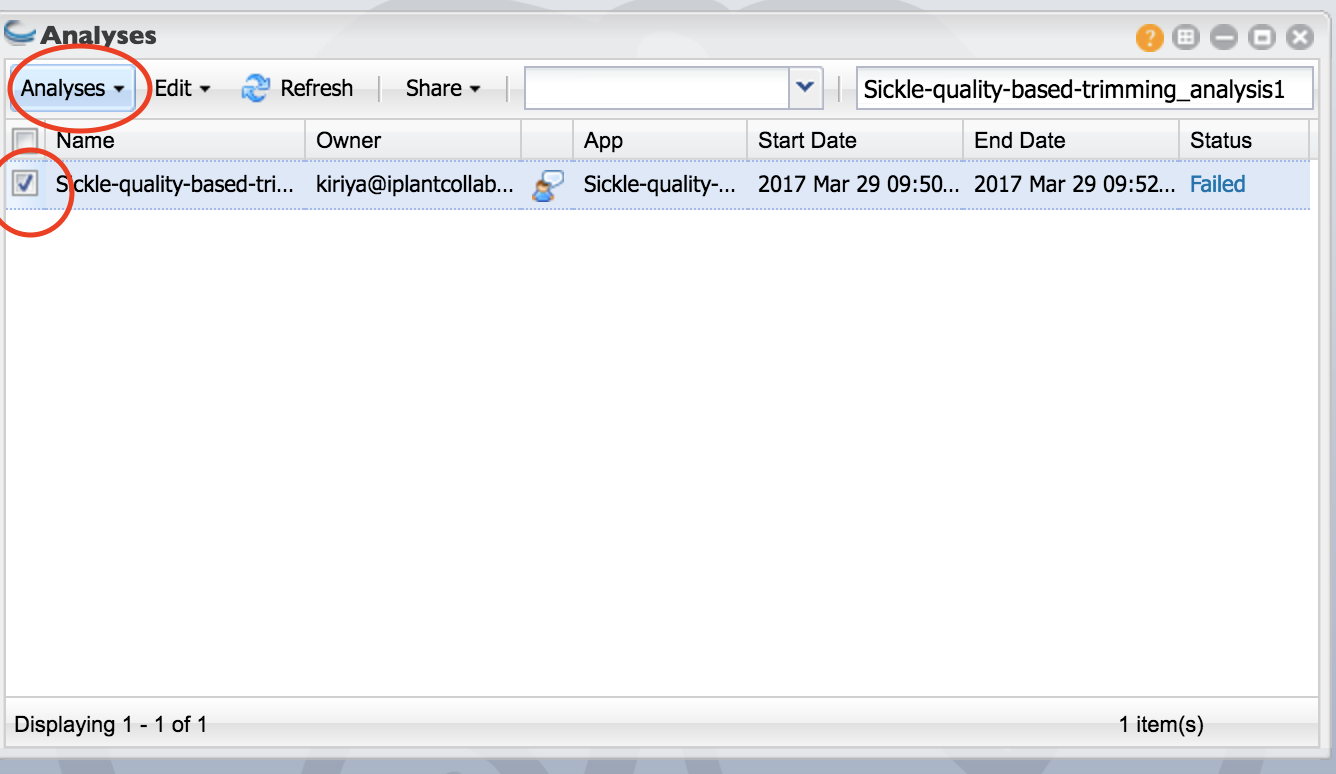 Analyses
Analyses Edit Refresh Share Sickle-quality-based-trimming_analysis1
Name Owner App Start Date End Date Status
Sickle-quality-based-tri... kiriya@iplantcollab... Sickle-quality-... 2017 Mar 29 09:50... 2017 Mar 29 09:52... Failed
Displaying 1 - 1 of 1 1 item(s)